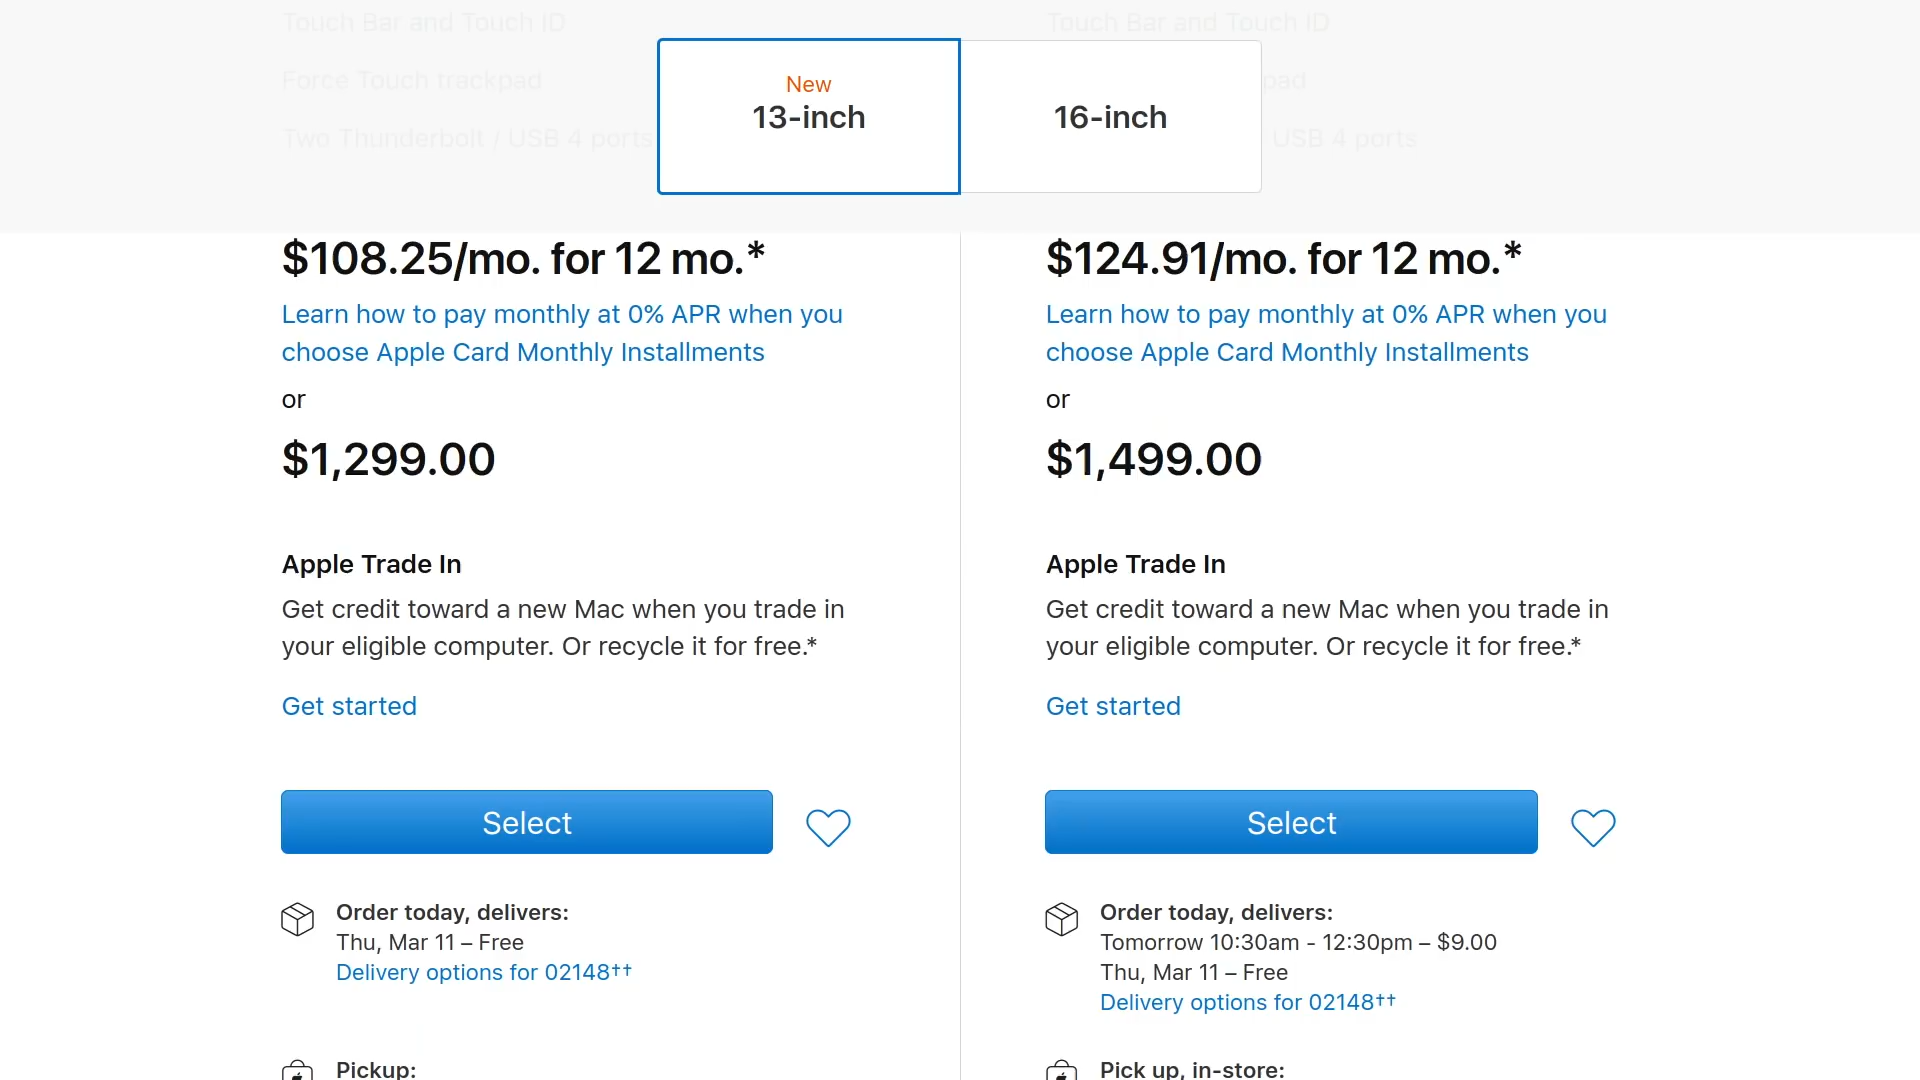 Touch Bar and Touch ID
Force Touch trackpad
Two Thunderbolt / USB 4 ports
Touch Bar and Touch ID
pad
USB 4 ports
New
13-inch
16-inch
$108.25/mo. for 12 mo.*
Learn how to pay monthly at 0% APR when you
choose Apple Card Monthly Installments
or
$1,299.00
Apple Trade In
Get credit toward a new Mac when you trade in
your eligible computer. Or recycle it for free.*
Get started
Select
Order today, delivers:
Thu, Mar 11 – Free
Delivery options for 02148††
Pickup:
$124.91/mo. for 12 mo.*
Learn how to pay monthly at 0% APR when you
choose Apple Card Monthly Installments
or
$1,499.00
Apple Trade In
Get credit toward a new Mac when you trade in
your eligible computer. Or recycle it for free.*
Get started
Select
Order today, delivers:
Tomorrow 10:30am - 12:30pm – $9.00
Thu, Mar 11 – Free
Delivery options for 02148††
Pick up, in-store: